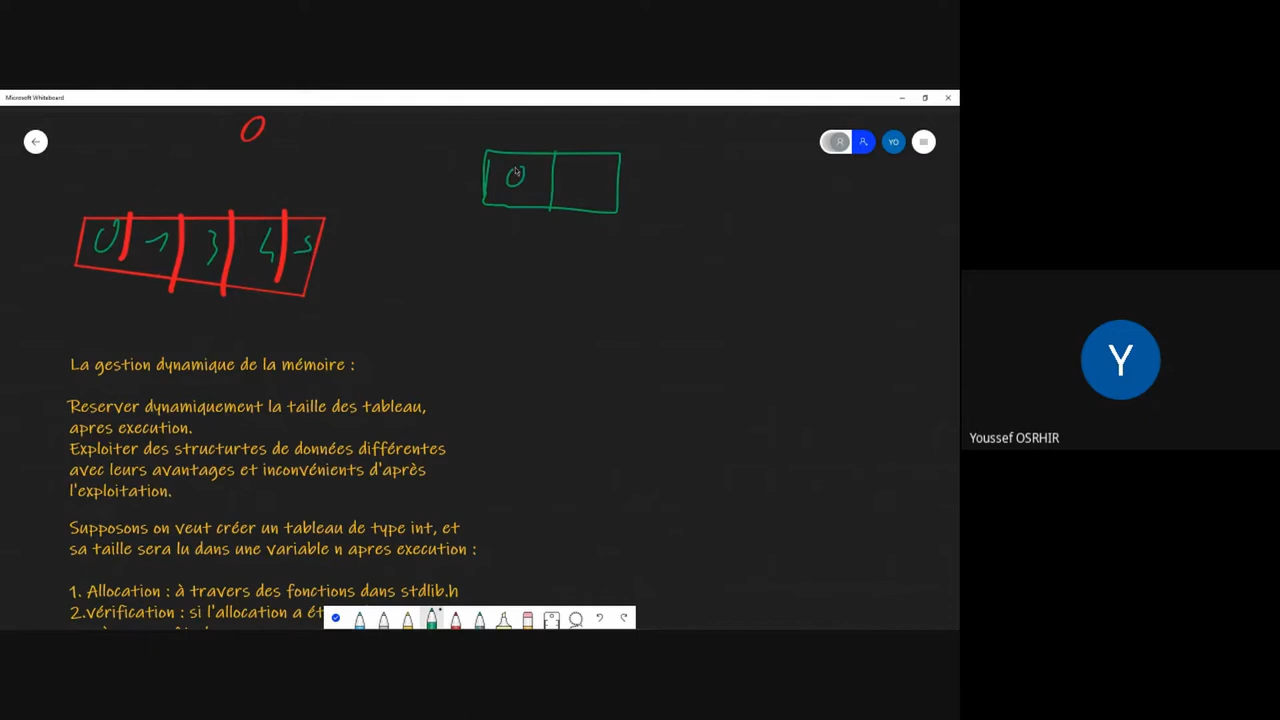 Microsoft Whiteboard
0
0
YO
0 1 3 4 5
La gestion dynamique de la mémoire :
Reserver dynamiquement la taille des tableau,
apres execution.
Exploiter des structurtes de données différentes
avec leurs avantages et inconvénients d'après
l'exploitation.
Supposons on veut créer un tableau de type int, et
sa taille sera lu dans une variable n apres execution :
1. Allocation : à travers des fonctions dans stdlib.h
2.vérification : si l'allocation a ét
Y
Youssef OSRHIR